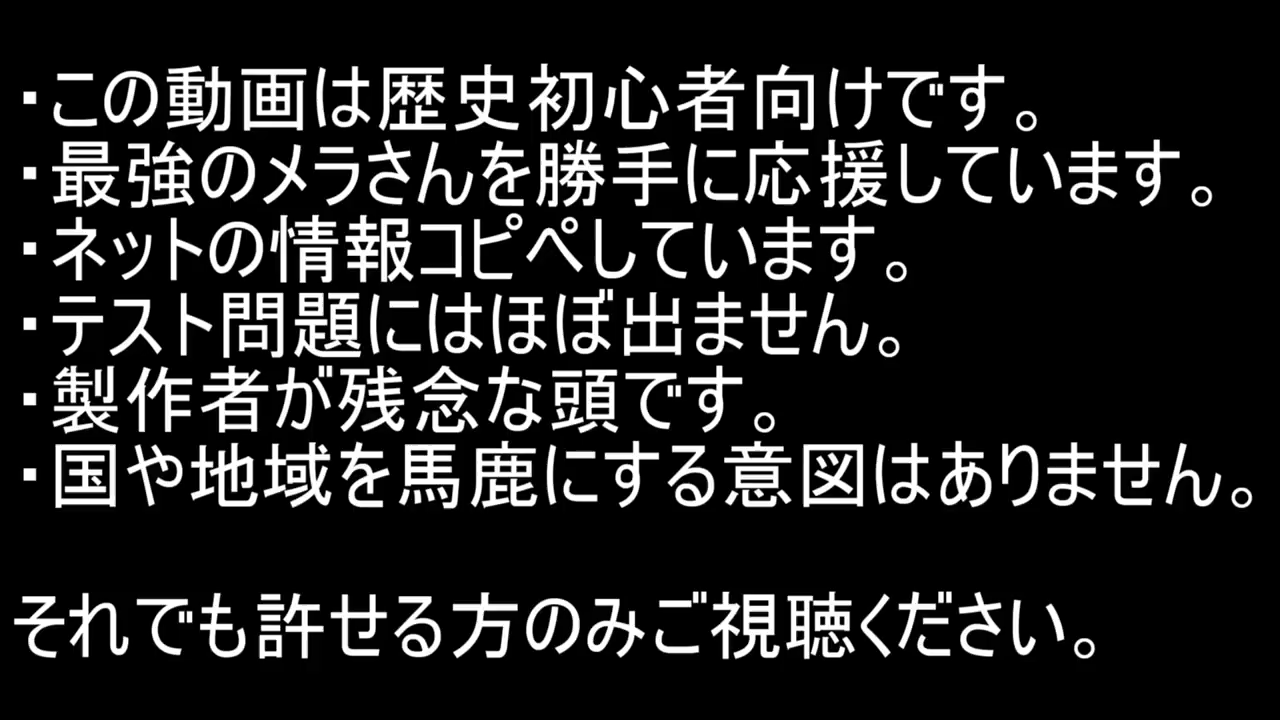 ・この動画は歴史初心者向けです。
・最強のメラさんを勝手に応援しています。
・ネットの情報コピペしています。
・テスト問題にはほぼ出ません。
・製作者が残念な頭です。
・国や地域を馬鹿にする意図はありません。
それでも許せる方のみご視聴ください。